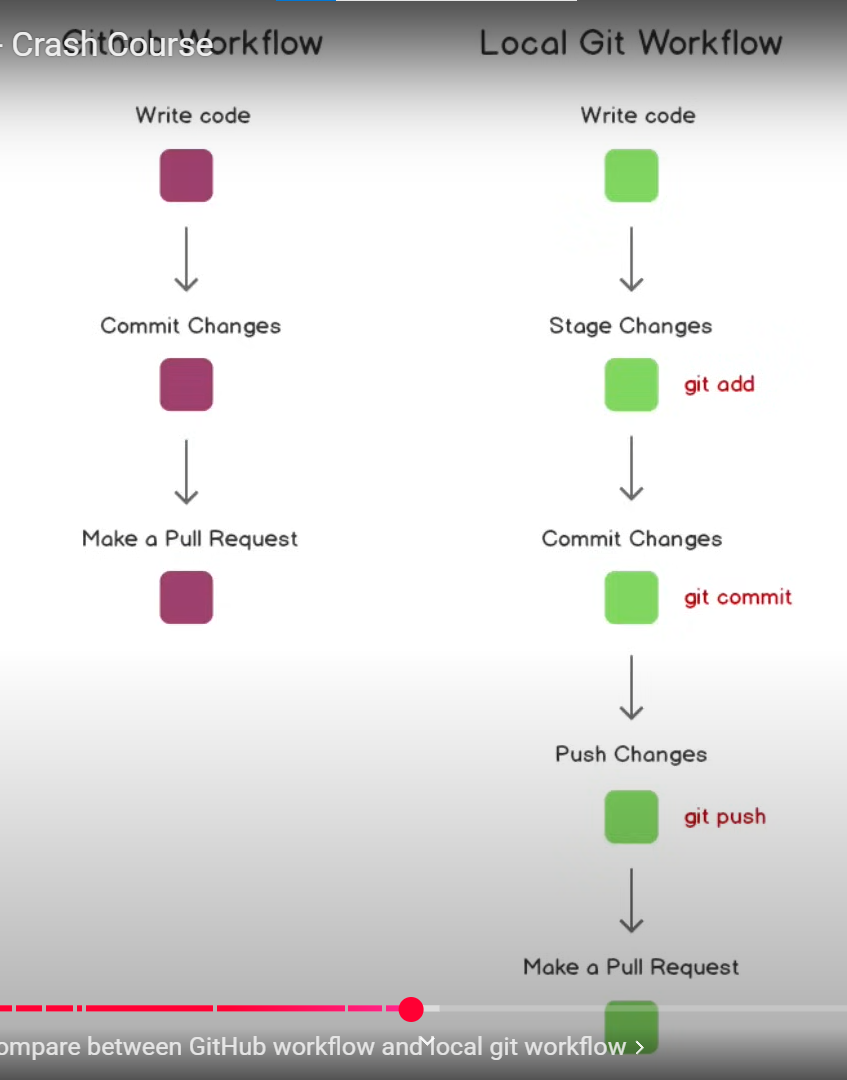 - Crash Course
Github Workflow
Write code
Commit Changes
Make a Pull Request
Local Git Workflow
Write code
Stage Changes
git add
Commit Changes
git commit
Push Changes
git push
Make a Pull Request
ompare between GitHub workflow and local git workflow >